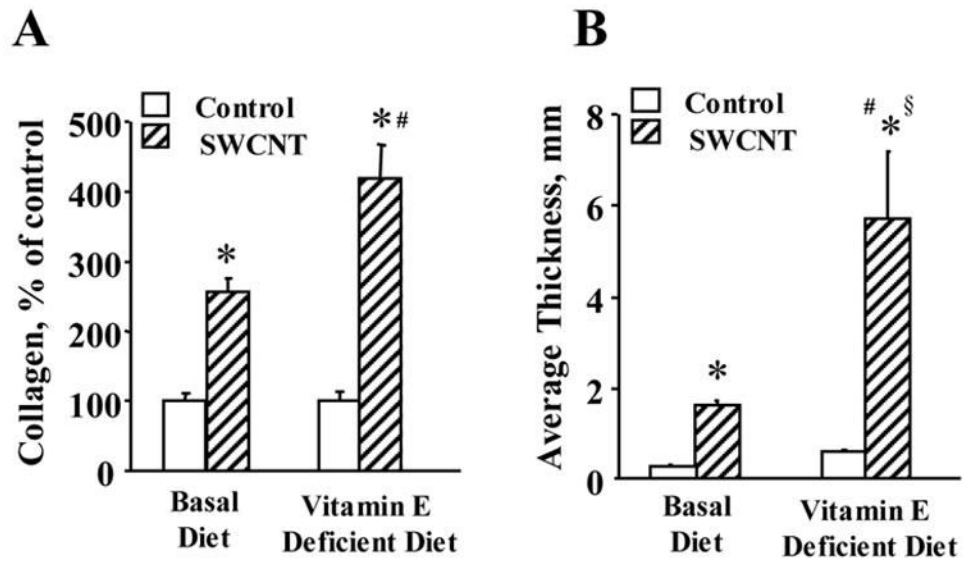 A
Collagen, % of control
500
400
300
200
100
0
Control
SWCNT
*
* #
Basal
Diet
Vitamin E
Deficient Diet
B
Average Thickness, mm
8
6
4
2
0
Control
SWCNT
*
# * §
Basal
Diet
Vitamin E
Deficient Diet